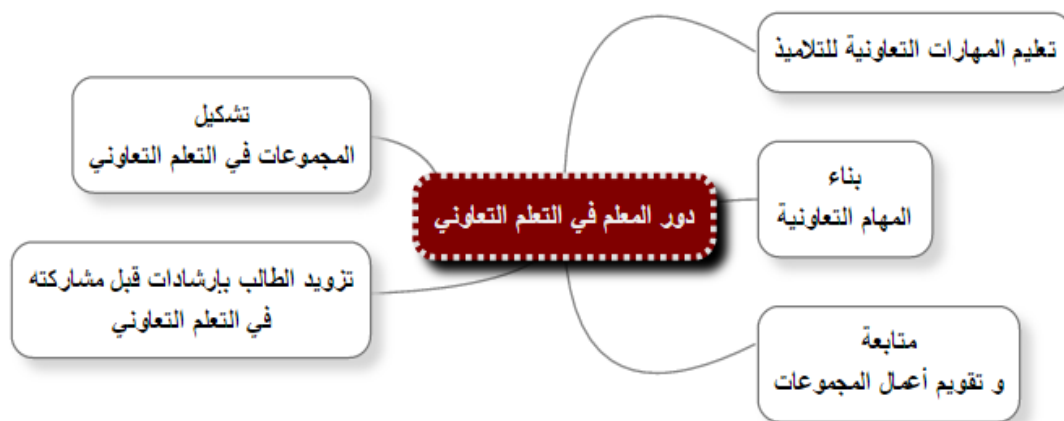 دور المعلم في التعلم التعاوني
تعليم المهارات التعاونية للتلاميذ
بناء
المهام التعاونية
متابعة
و تقويم أعمال المجموعات
تشكيل
المجموعات في التعلم التعاوني
تزويد الطالب بإرشادات قبل مشاركته
في التعلم التعاوني